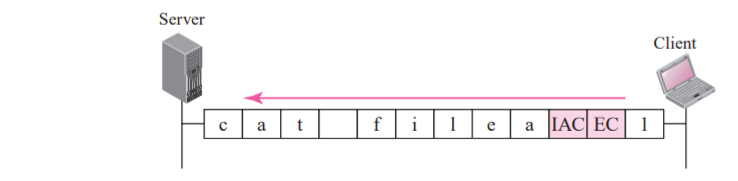 Server
Client
c a t f i l e a IAC EC 1